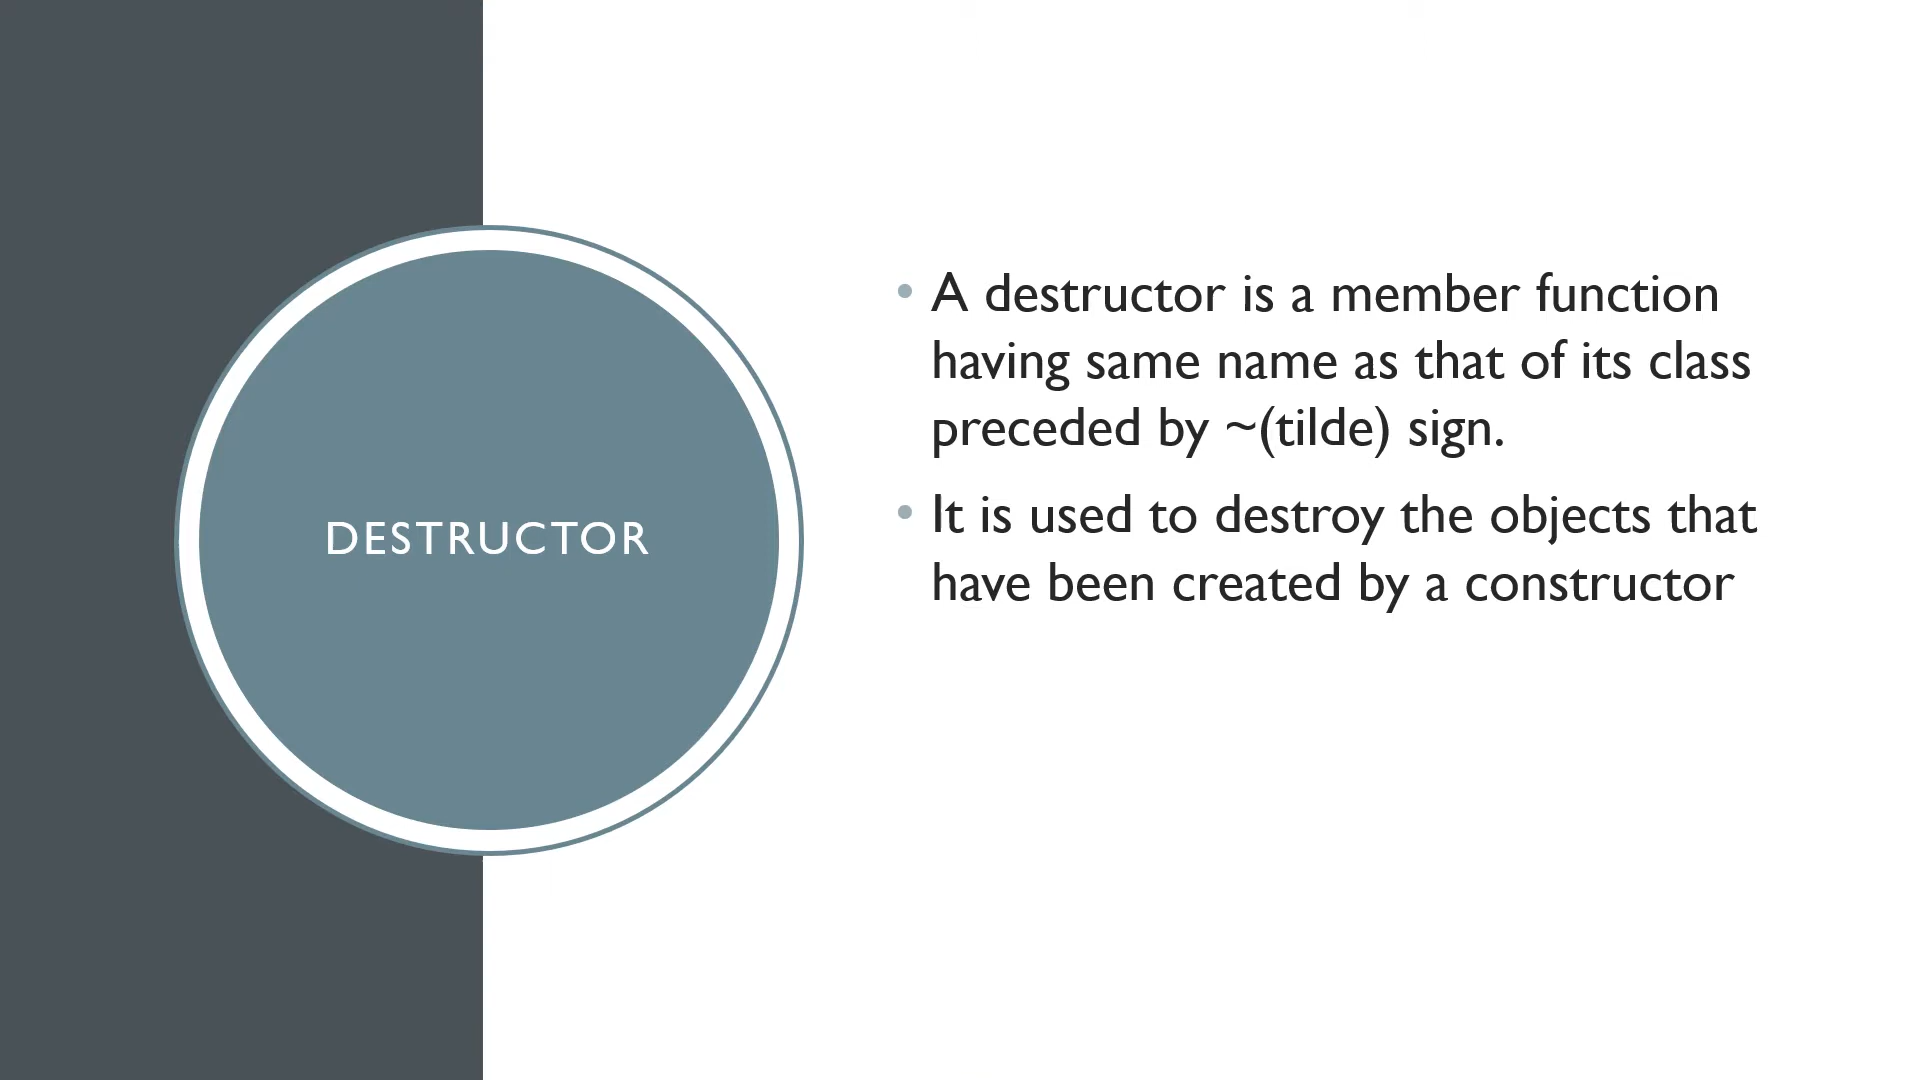 DESTRUCTOR
• A destructor is a member function
having same name as that of its class
preceded by ~(tilde) sign.
• It is used to destroy the objects that
have been created by a constructor